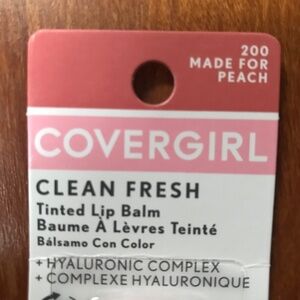 200
MADE FOR
PEACH
COVERGIRL
CLEAN FRESH
Tinted Lip Balm
Baume À Lèvres Teinté
Bálsamo Con Color
+ HYALURONIC COMPLEX
+ COMPLEXE HYALURONIQUE